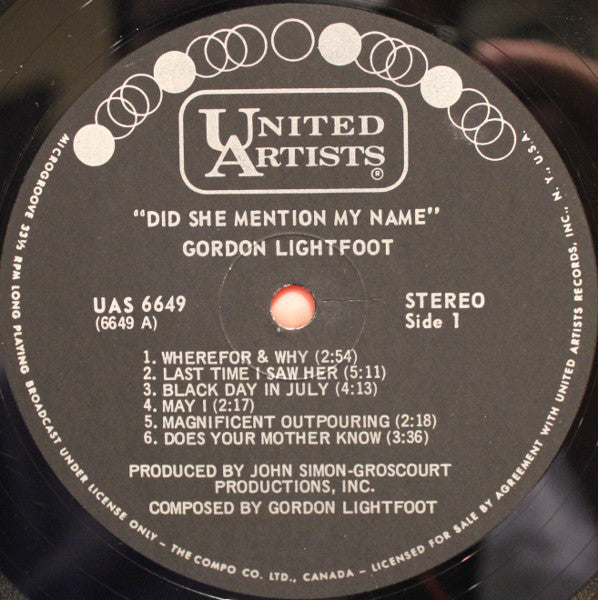 UNITED
ARTISTS
®
"DID SHE MENTION MY NAME"
GORDON LIGHTFOOT
UAS 6649
(6649 A)
STEREO
Side 1
1. WHEREFOR & WHY (2:54)
2. LAST TIME I SAW HER (5:11)
3. BLACK DAY IN JULY (4:13)
4. MAY I (2:17)
5. MAGNIFICENT OUTPOURING (2:18)
6. DOES YOUR MOTHER KNOW (3:36)
PRODUCED BY JOHN SIMON-GROSCOURT
PRODUCTIONS, INC.
COMPOSED BY GORDON LIGHTFOOT
MICROGROOVE 33⅓ RPM LONG PLAYING BROADCAST UNDER LICENSE ONLY - THE COMPO CO. LTD., CANADA - LICENSED FOR SALE BY AGREEMENT WITH UNITED ARTISTS RECORDS, INC., N. Y., U.S.A.